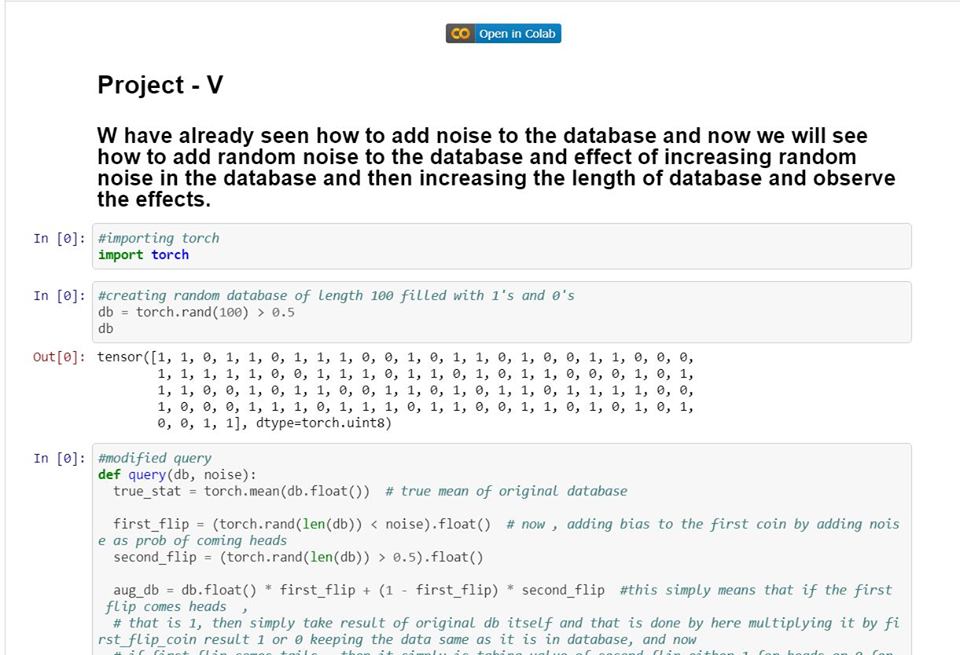 Open in Colab
Project - V
W have already seen how to add noise to the database and now we will see
how to add random noise to the database and effect of increasing random
noise in the database and then increasing the length of database and observe
the effects.
In [0]: #importing torch
import torch
In [0]: #creating random database of length 100 filled with 1's and 0's
db = torch.rand(100) > 0.5
db
Out[0]: tensor([1, 1, 0, 1, 1, 0, 1, 1, 1, 0, 0, 1, 0, 1, 1, 0, 1, 0, 0, 1, 1, 0, 0, 0,
1, 1, 1, 1, 1, 0, 0, 1, 1, 1, 0, 1, 1, 0, 1, 0, 1, 1, 0, 0, 0, 1, 0, 1,
1, 1, 0, 0, 1, 0, 1, 1, 0, 0, 1, 1, 0, 1, 0, 1, 1, 0, 1, 1, 1, 1, 0, 0,
1, 0, 0, 0, 1, 1, 1, 0, 1, 1, 1, 0, 1, 1, 0, 0, 1, 1, 0, 1, 0, 1, 0, 1,
0, 0, 1, 1], dtype=torch.uint8)
In [0]: #modified query
def query(db, noise):
true_stat = torch.mean(db.float())  # true mean of original database
first_flip = (torch.rand(len(db)) < noise).float()  # now , adding bias to the first coin by adding nois
e as prob of coming heads
second_flip = (torch.rand(len(db)) > 0.5).float()
aug_db = db.float() * first_flip + (1 - first_flip) * second_flip  #this simply means that if the first
flip comes heads  ,
# that is 1, then simply take result of original db itself and that is done by here multiplying it by fi
rst_flip_coin result 1 or 0 keeping the data same as it is in database, and now